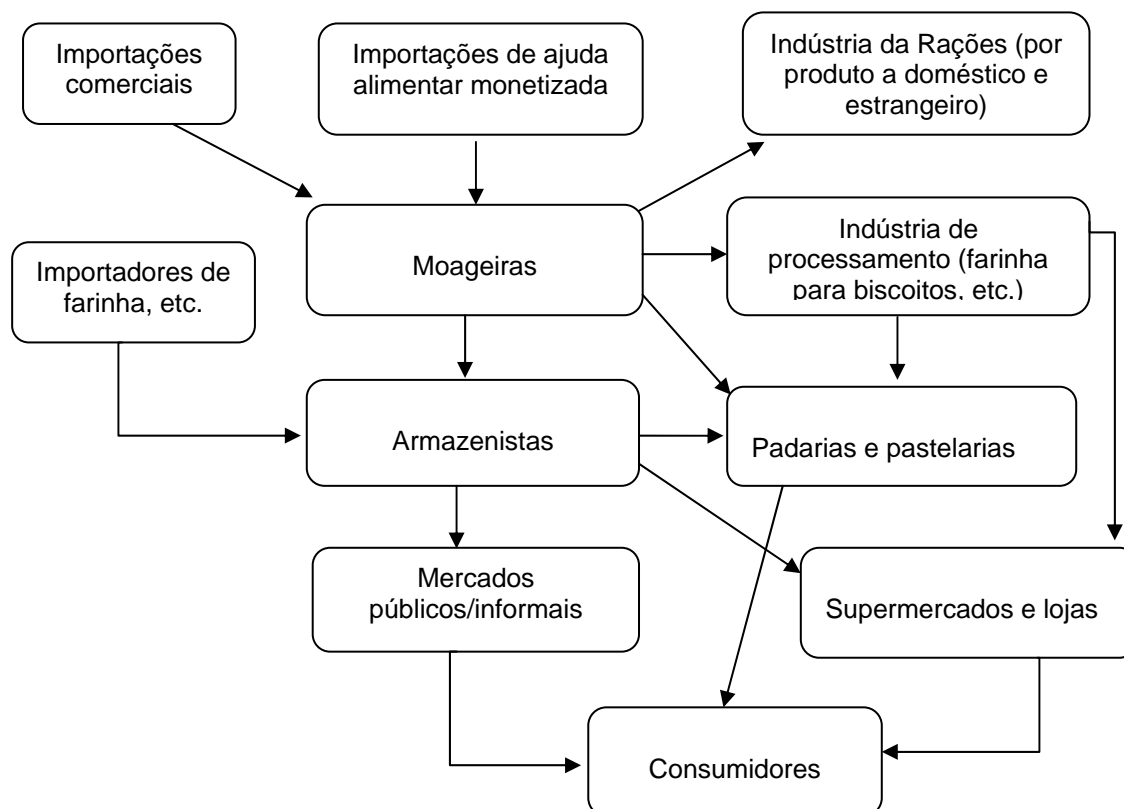 Importações
comerciais
Importações de ajuda
alimentar monetizada
Indústria da Rações (por
produto a doméstico e
estrangeiro)
Importadores de
farinha, etc.
Moageiras
Indústria de
processamento (farinha
para biscoitos, etc.)
Armazenistas
Padarias e pastelarias
Mercados
públicos/informais
Supermercados e lojas
Consumidores